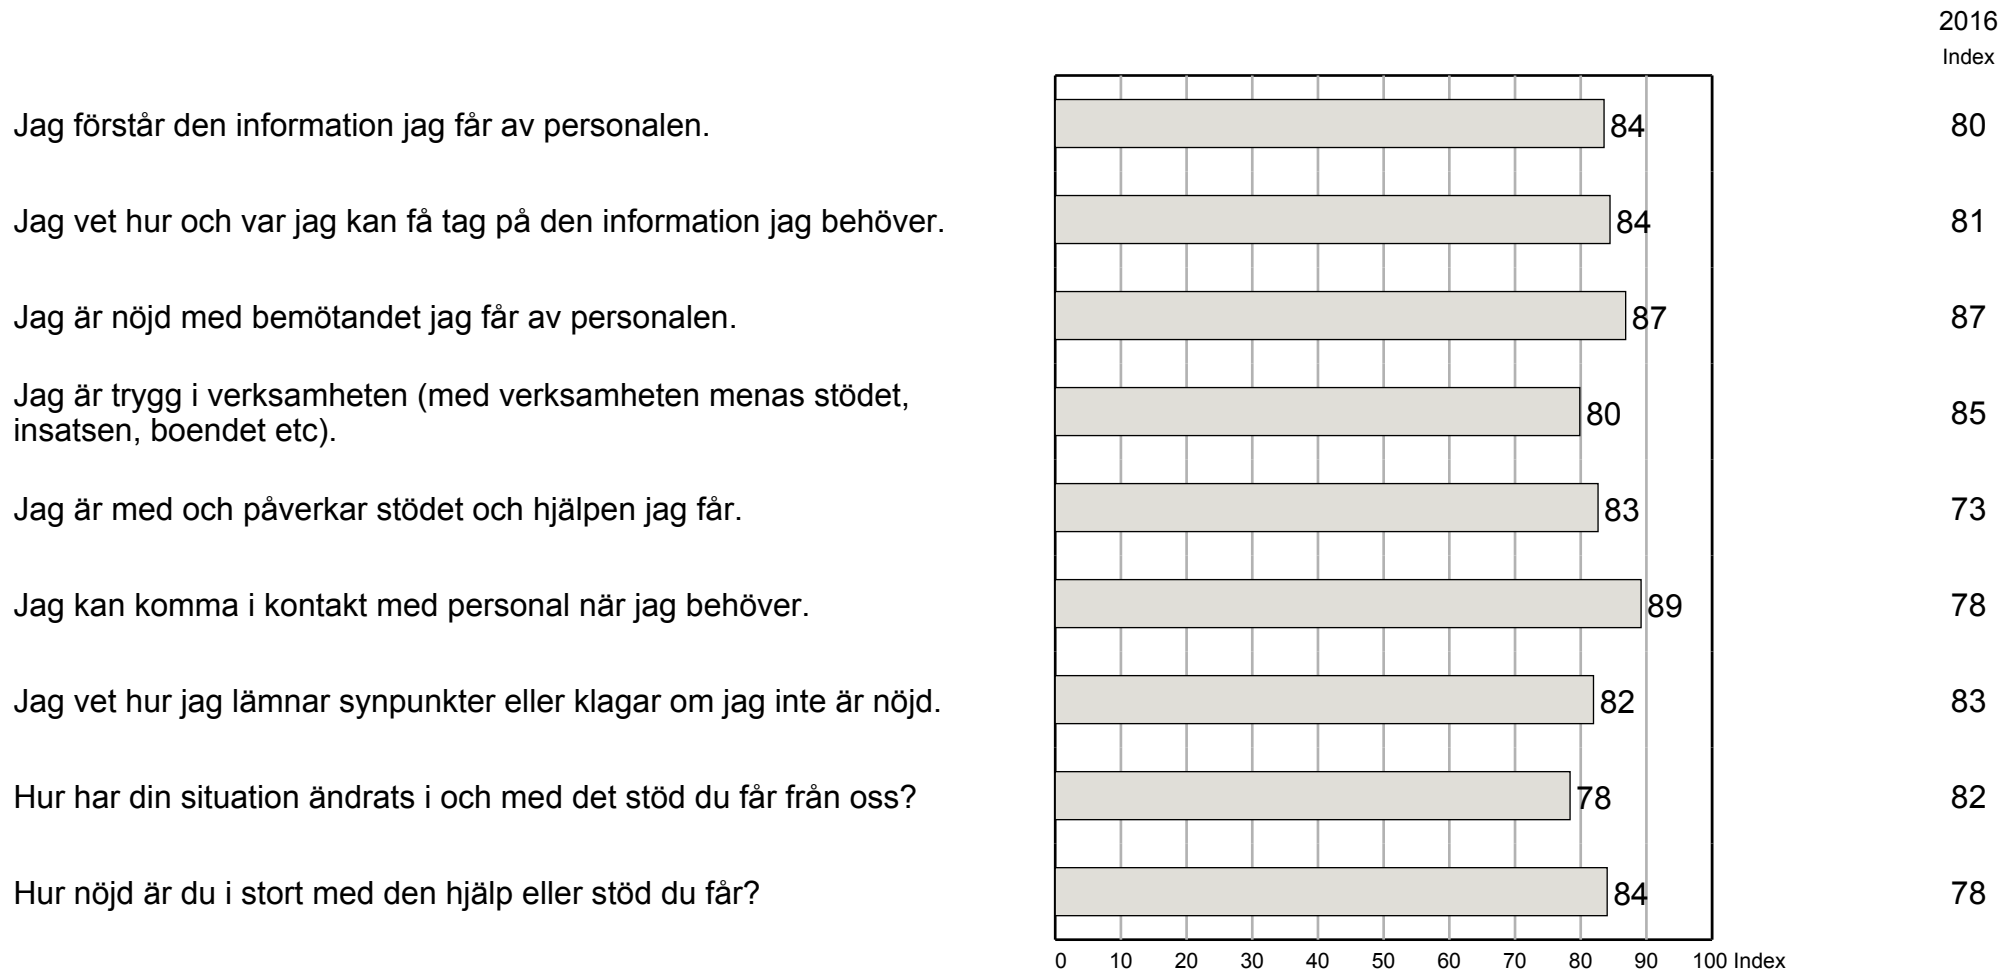 2016
Index
Jag förstår den information jag får av personalen. 84 80
Jag vet hur och var jag kan få tag på den information jag behöver. 84 81
Jag är nöjd med bemötandet jag får av personalen. 87 87
Jag är trygg i verksamheten (med verksamheten menas stödet,
insatsen, boendet etc). 80 85
Jag är med och påverkar stödet och hjälpen jag får. 83 73
Jag kan komma i kontakt med personal när jag behöver. 89 78
Jag vet hur jag lämnar synpunkter eller klagar om jag inte är nöjd. 82 83
Hur har din situation ändrats i och med det stöd du får från oss? 78 82
Hur nöjd är du i stort med den hjälp eller stöd du får? 84 78
0 10 20 30 40 50 60 70 80 90 100 Index